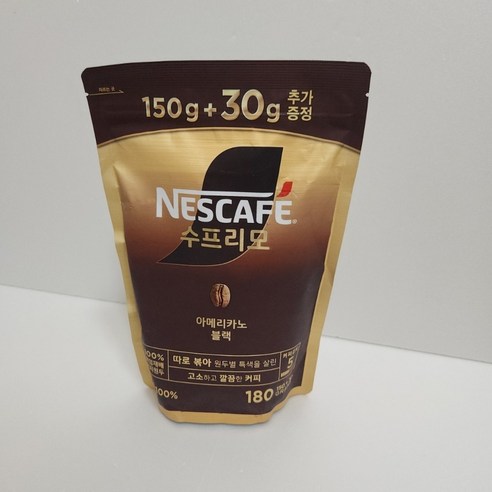 150g+30g 추가
증정
NESCAFÉ®
수프리모
아메리카노
블랙
따로 볶아 원두별 특색을 살린
고소하고 깔끔한 커피
100%
180